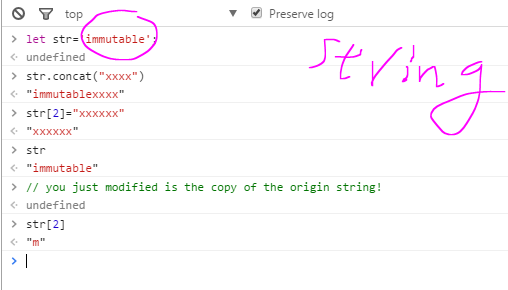 top Preserve log
let str='immutable';
undefined
str.concat("xxxx")
"immutablexxxx"
str[2]="xxxxxx"
"xxxxxx"
str
"immutable"
// you just modified is the copy of the origin string!
undefined
str[2]
"m"
string